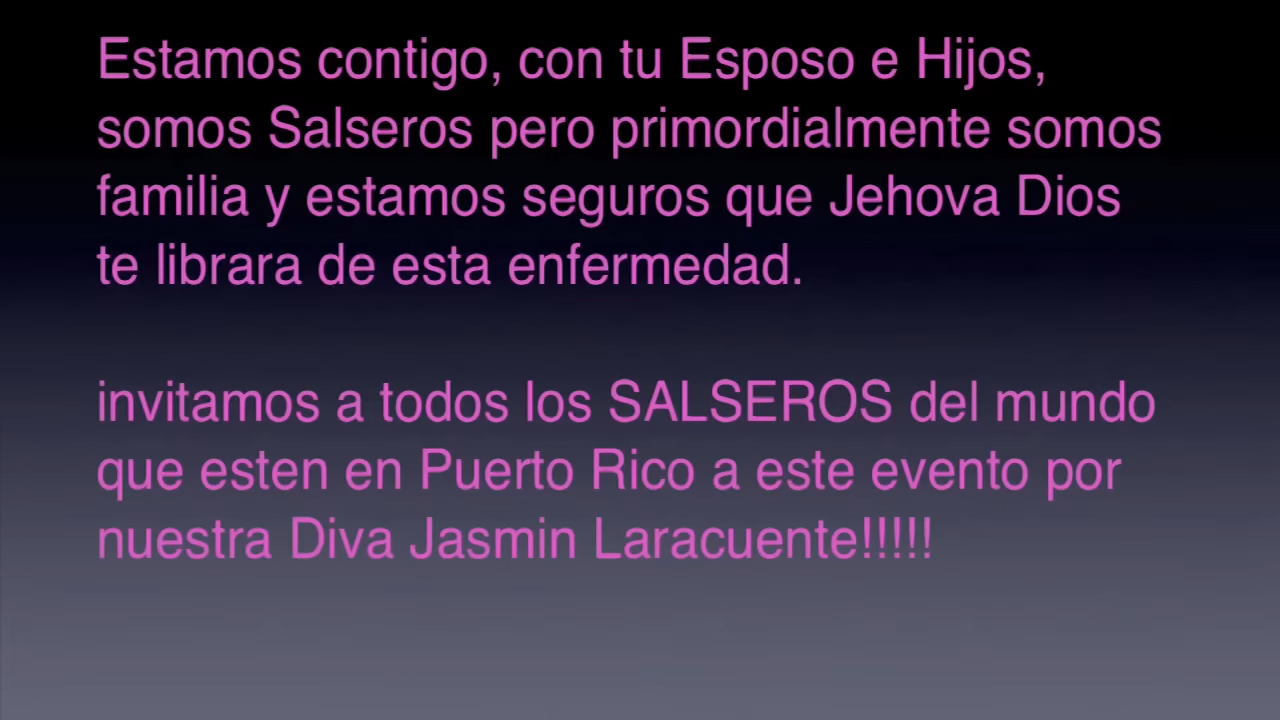 Estamos contigo, con tu Esposo e Hijos,
somos Salseros pero primordialmente somos
familia y estamos seguros que Jehova Dios
te librara de esta enfermedad.
invitamos a todos los SALSEROS del mundo
que esten en Puerto Rico a este evento por
nuestra Diva Jasmin Laracuente!!!!!